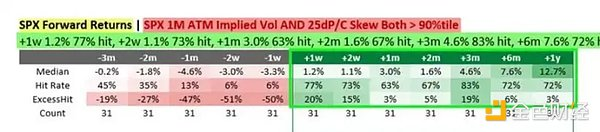 SPX Forward Returns | SPX 1M ATM Implied Vol AND 25dP/C Skew Both > 90%tile
+1w 1.2% 77% hit, +2w 1.1% 73% hit, +1m 3.0% 63% hit, +2m 1.6% 67% hit, +3m 4.6% 83% hit, +6m 7.6% 72% h
-3m -2m -1m -2w -1w +1w +2w +1m +2m +3m +6m +1y
Median -0.2% -1.8% -4.6% -3.0% -3.3% 1.2% 1.1% 3.0% 1.6% 4.6% 7.6% 12.7%
Hit Rate 45% 35% 13% 6% 6% 77% 73% 63% 67% 83% 72% 72%
ExcessHit -19% -27% -47% -51% -50% 20% 15% 3% 5% 19% 6% 3%
Count 31 31 31 31 31 31 31 31 31 31 31 31
金色财经